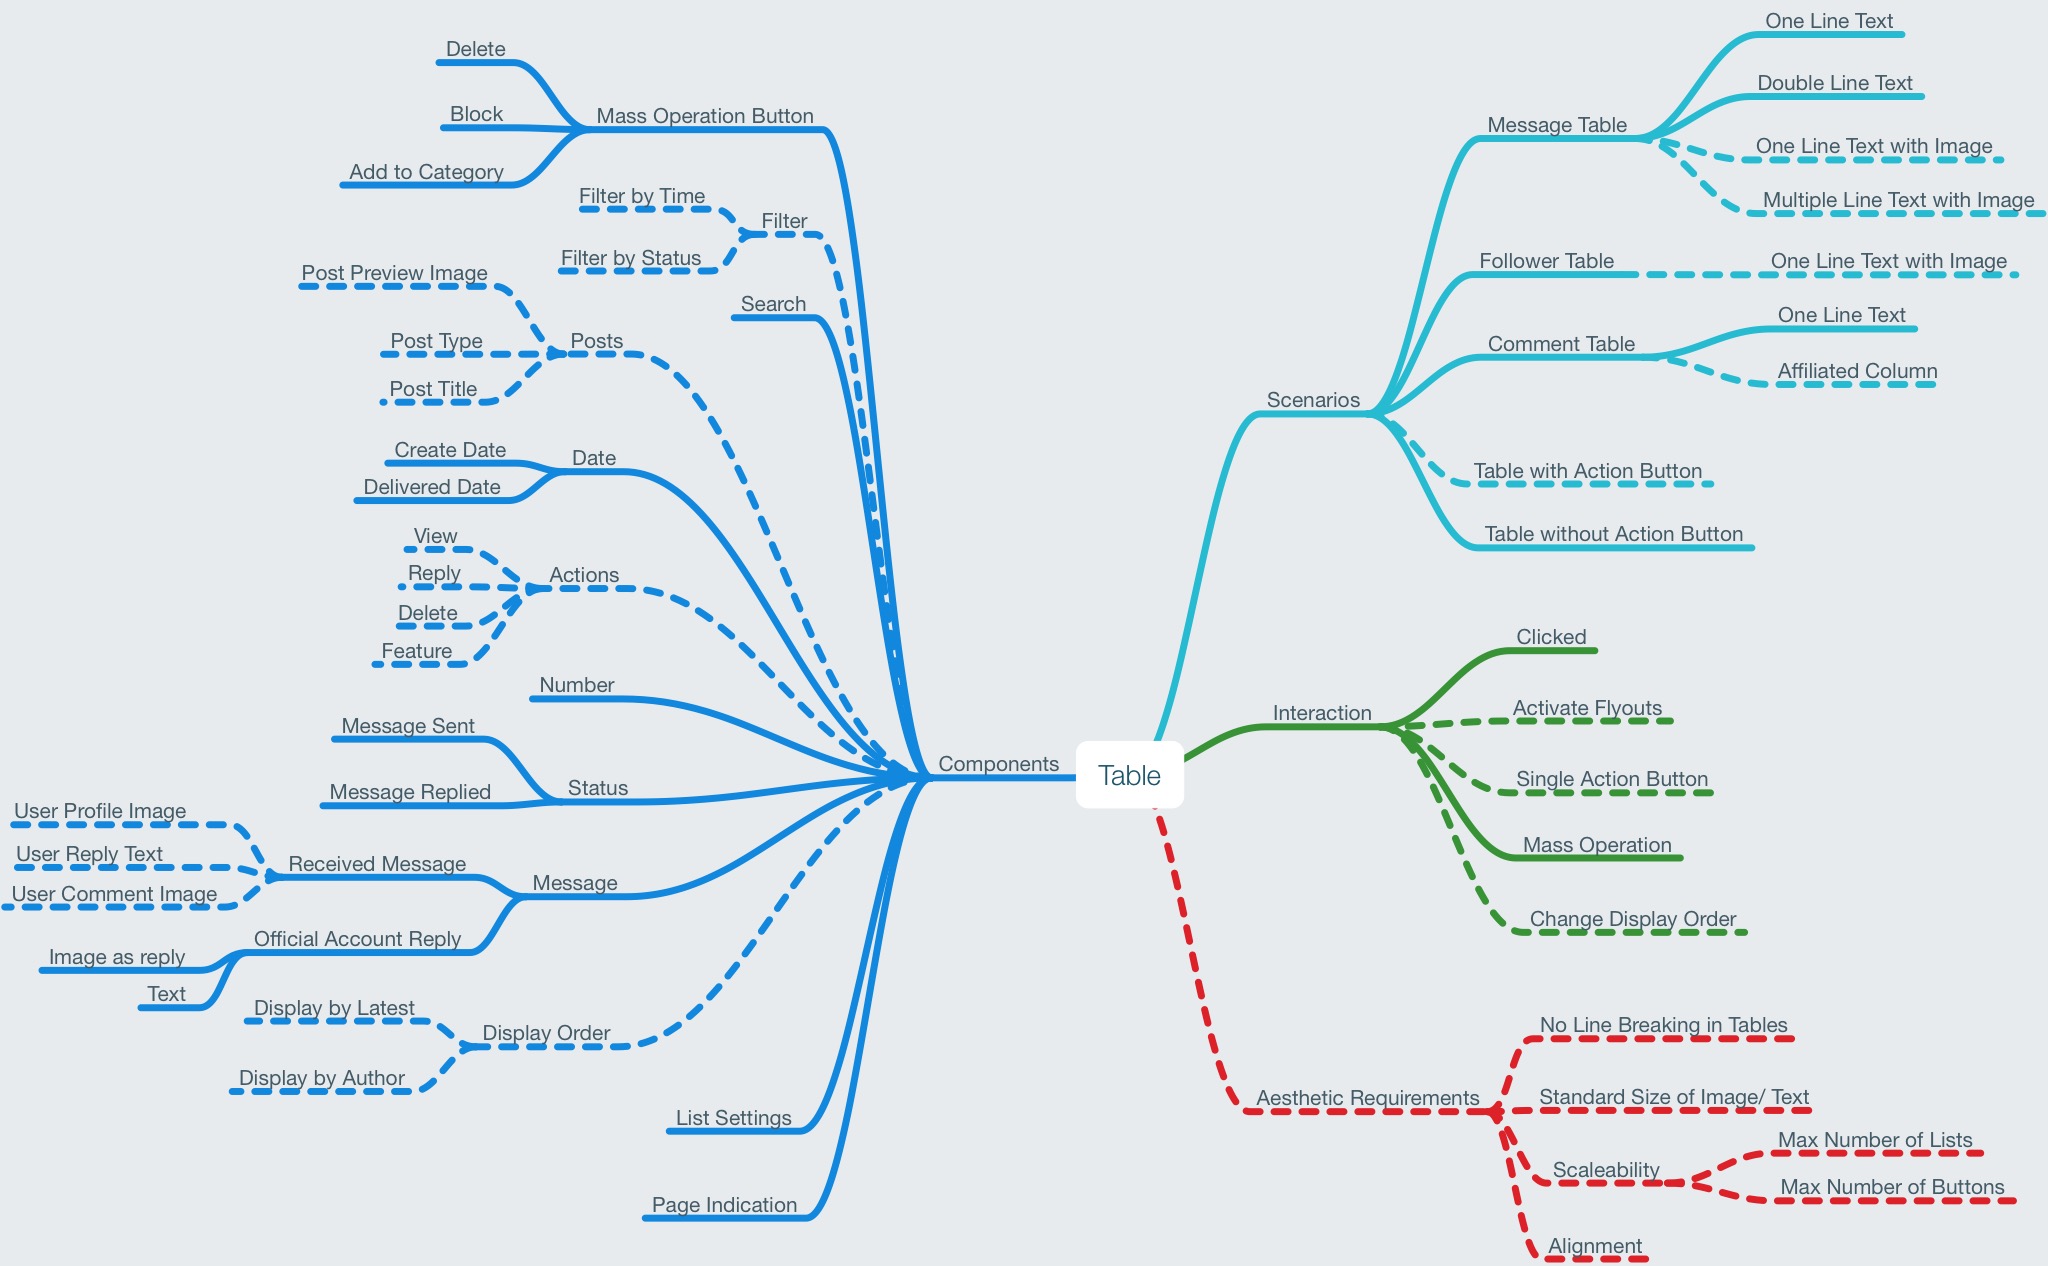 Table
Components
Mass Operation Button
Delete
Block
Add to Category
Filter
Filter by Time
Filter by Status
Search
Posts
Post Preview Image
Post Type
Post Title
Date
Create Date
Delivered Date
Actions
View
Reply
Delete
Feature
Number
Status
Message Sent
Message Replied
Message
Received Message
User Profile Image
User Reply Text
User Comment Image
Official Account Reply
Image as reply
Text
Display Order
Display by Latest
Display by Author
List Settings
Page Indication
Scenarios
Message Table
One Line Text
Double Line Text
One Line Text with Image
Multiple Line Text with Image
Follower Table
One Line Text with Image
Comment Table
One Line Text
Affiliated Column
Table with Action Button
Table without Action Button
Interaction
Clicked
Activate Flyouts
Single Action Button
Mass Operation
Change Display Order
Aesthetic Requirements
No Line Breaking in Tables
Standard Size of Image/ Text
Scaleability
Max Number of Lists
Max Number of Buttons
Alignment